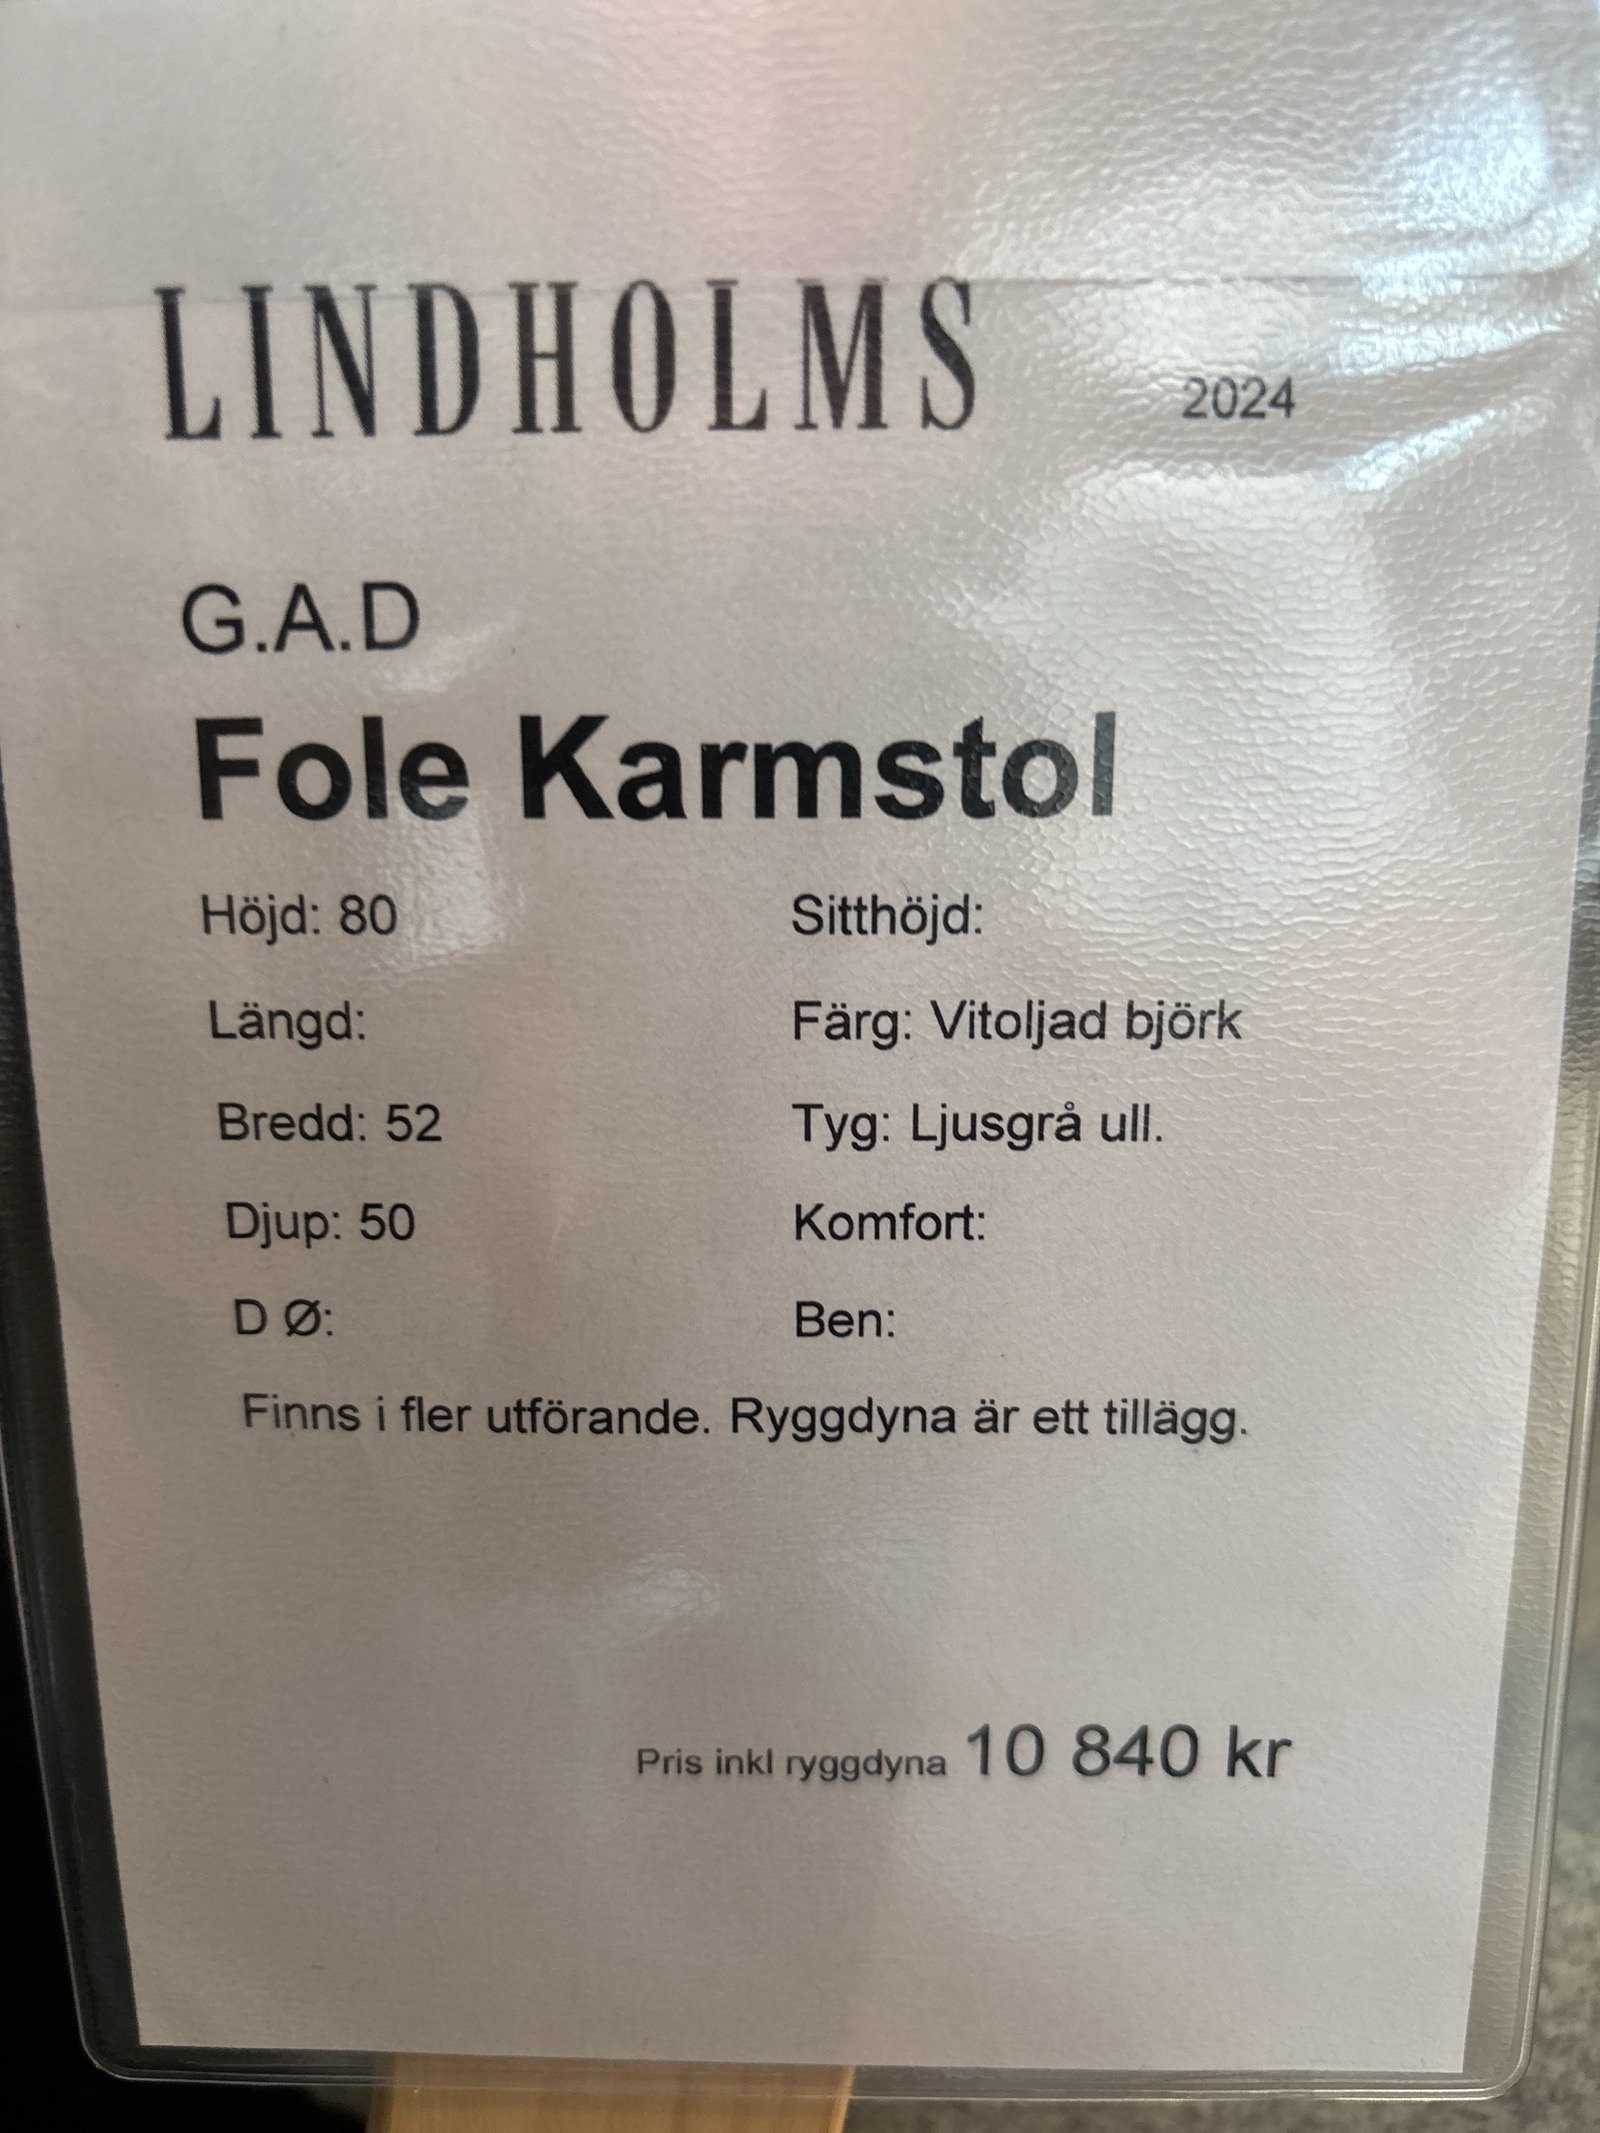 LINDHOLMS 2024
G.A.D
Fole Karmstol
Höjd: 80 Sitthöjd:
Längd: Färg: Vitoljad björk
Bredd: 52 Tyg: Ljusgrå ull.
Djup: 50 Komfort:
D Ø: Ben:
Finns i fler utförande. Ryggdyna är ett tillägg.
Pris inkl ryggdyna 10 840 kr